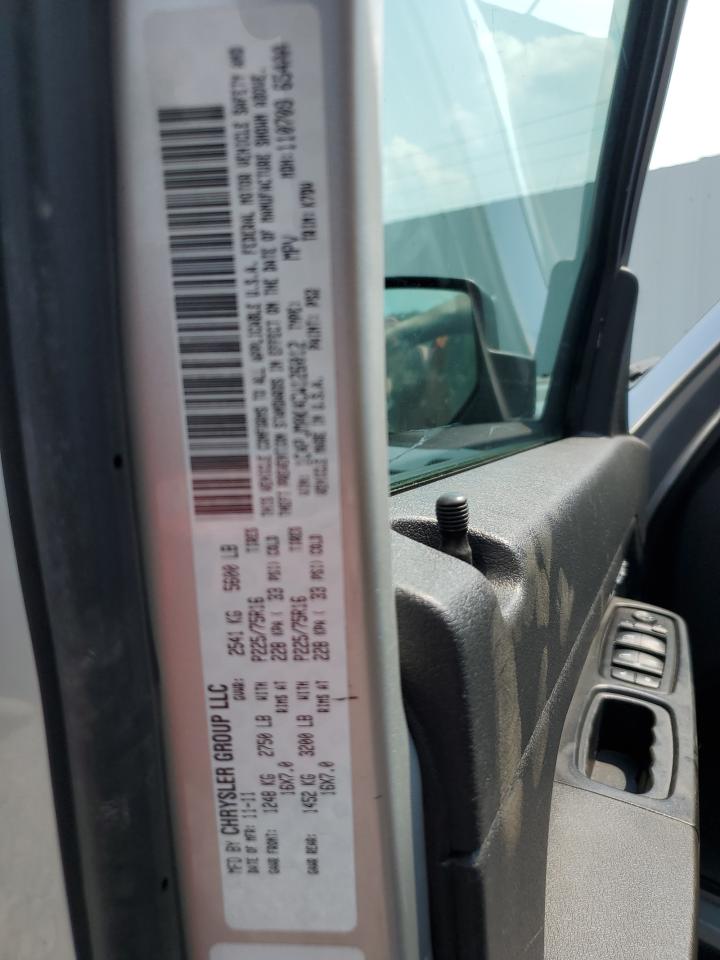 MFD BY CHRYSLER GROUP LLC
DATE OF MFR: 11-11 GVWR: 2541 KG 5600 LB
GAWR FRONT: 1248 KG 2750 LB WITH P225/75R16 TIRES
16X7.0 RIMS AT 228 KPA ( 33 PSI) COLD
GAWR REAR: 1452 KG 3200 LB WITH P225/75R16 TIRES
16X7.0 RIMS AT 228 KPA ( 33 PSI) COLD
THIS VEHICLE CONFORMS TO ALL APPLICABLE U.S.A. FEDERAL MOTOR VEHICLE SAFETY AND
THEFT PREVENTION STANDARDS IN EFFECT ON THE DATE OF MANUFACTURE SHOWN ABOVE.
VIN: TYPE: MPV MDH: 110709
VEHICLE MADE IN U.S.A. PAINT: PS2 TRIM: